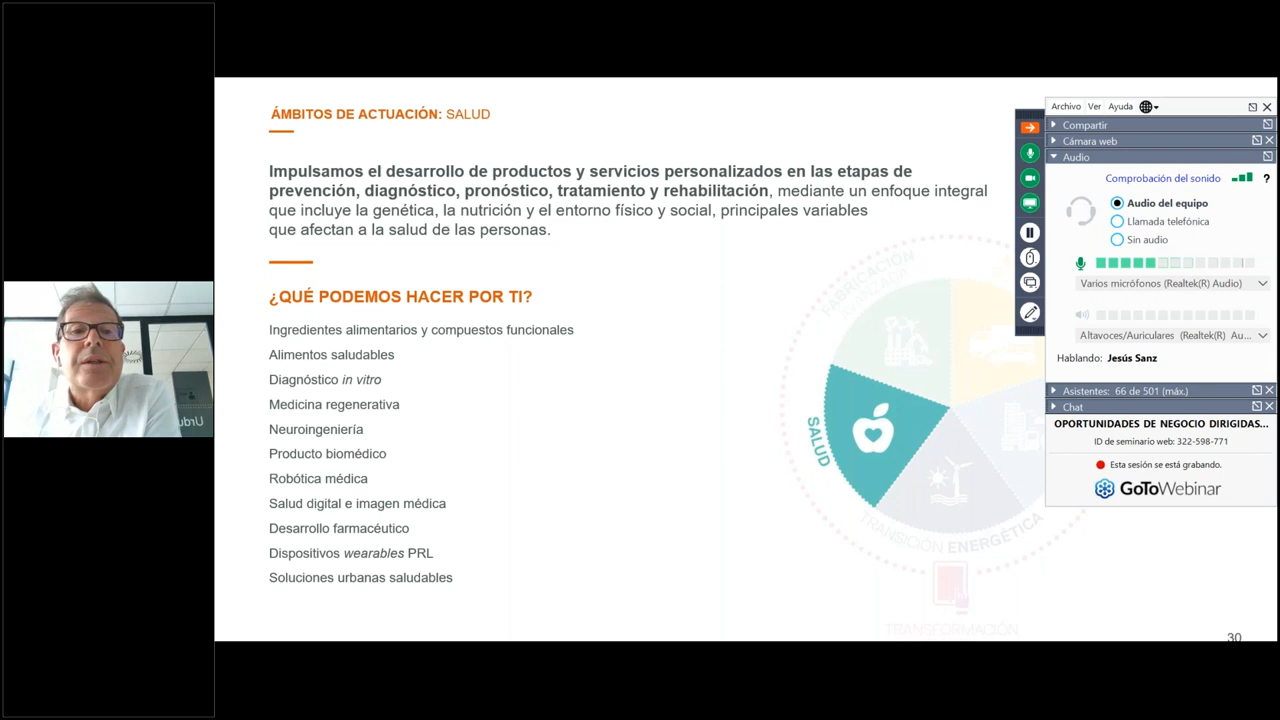 ÁMBITOS DE ACTUACIÓN: SALUD
Impulsamos el desarrollo de productos y servicios personalizados en las etapas de
prevención, diagnóstico, pronóstico, tratamiento y rehabilitación, mediante un enfoque integral
que incluye la genética, la nutrición y el entorno físico y social, principales variables
que afectan a la salud de las personas.
¿QUÉ PODEMOS HACER POR TI?
Ingredientes alimentarios y compuestos funcionales
Alimentos saludables
Diagnóstico in vitro
Medicina regenerativa
Neuroingeniería
Producto biomédico
Robótica médica
Salud digital e imagen médica
Desarrollo farmacéutico
Dispositivos wearables PRL
Soluciones urbanas saludables
FABRICACIÓN
AVANZADA
SALUD
TRANSICIÓN ENERGÉTICA
TRANSFORMACIÓN
30
Archivo Ver Ayuda
Compartir
Cámara web
Audio
Comprobación del sonido ?
Audio del equipo
Llamada telefónica
Sin audio
Varios micrófonos (Realtek(R) Audio)
Altavoces/Auriculares (Realtek(R) Au...
Hablando: Jesús Sanz
Asistentes: 66 de 501 (máx.)
Chat
OPORTUNIDADES DE NEGOCIO DIRIGIDAS...
ID de seminario web: 322-598-771
Esta sesión se está grabando.
GoToWebinar